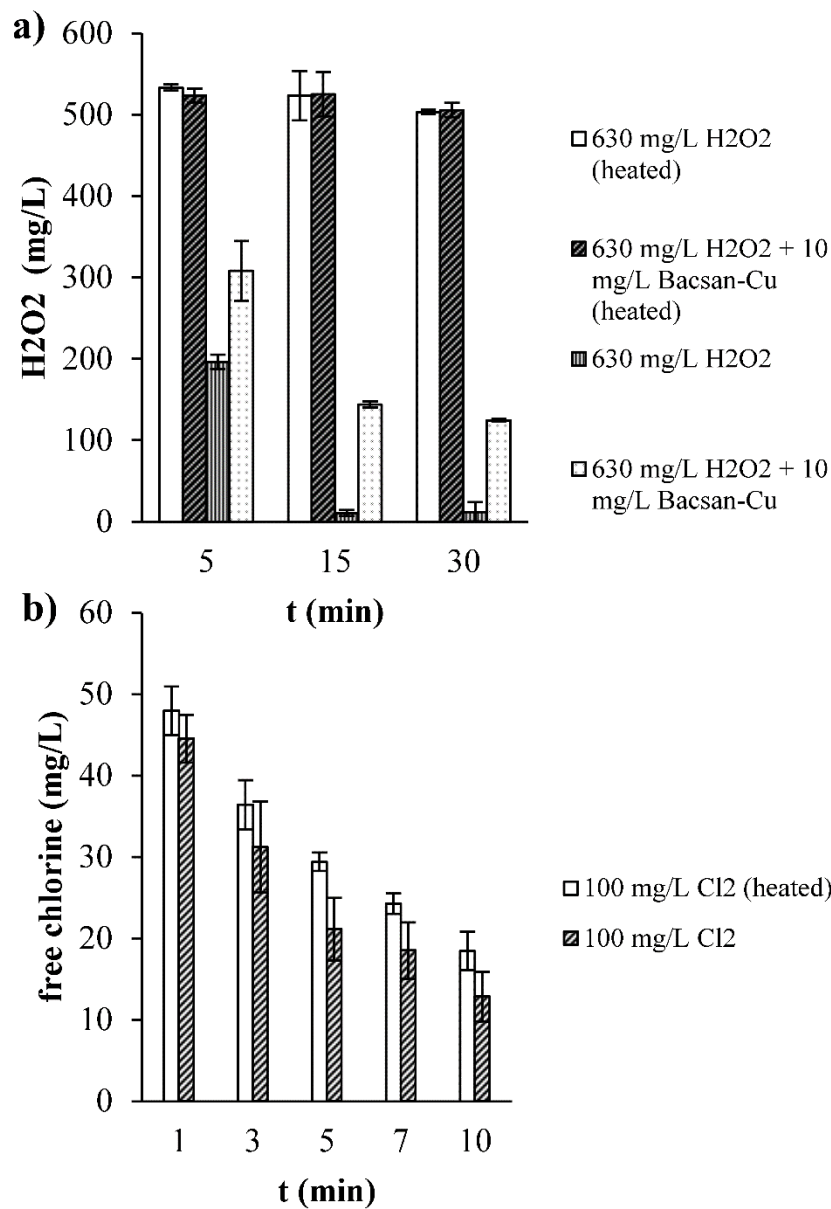 a)
600
500
400
300
200
100
0
H2O2 (mg/L)
5 15 30
t (min)
630 mg/L H2O2
(heated)
630 mg/L H2O2 + 10
mg/L Bacsan-Cu
(heated)
630 mg/L H2O2
630 mg/L H2O2 + 10
mg/L Bacsan-Cu
b)
60
50
40
30
20
10
0
free chlorine (mg/L)
1 3 5 7 10
t (min)
100 mg/L Cl2 (heated)
100 mg/L Cl2